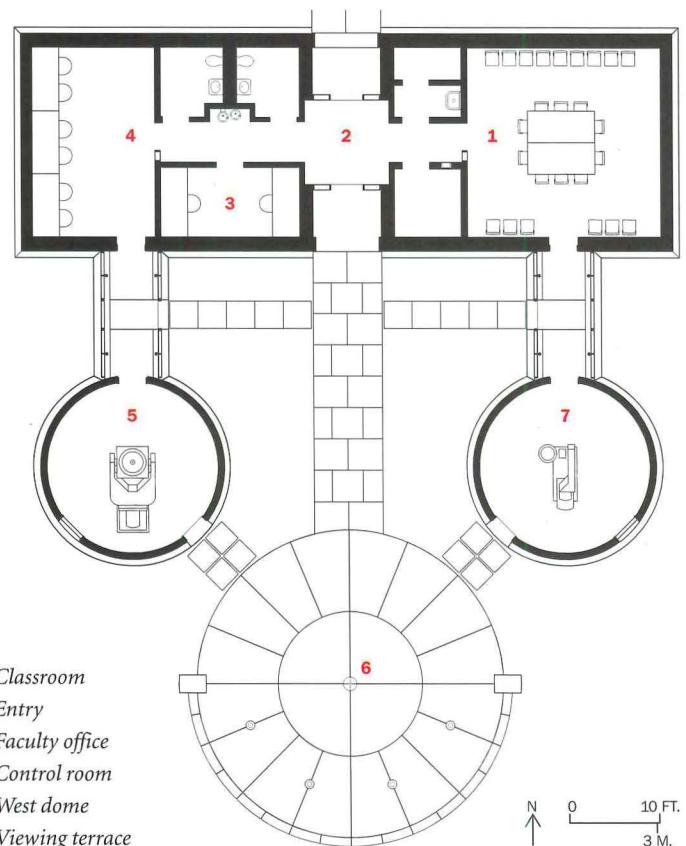 4
2
1
3
5
7
6
Classroom
Entry
Faculty office
Control room
West dome
Viewing terrace
N 0 10 FT.
3 M.